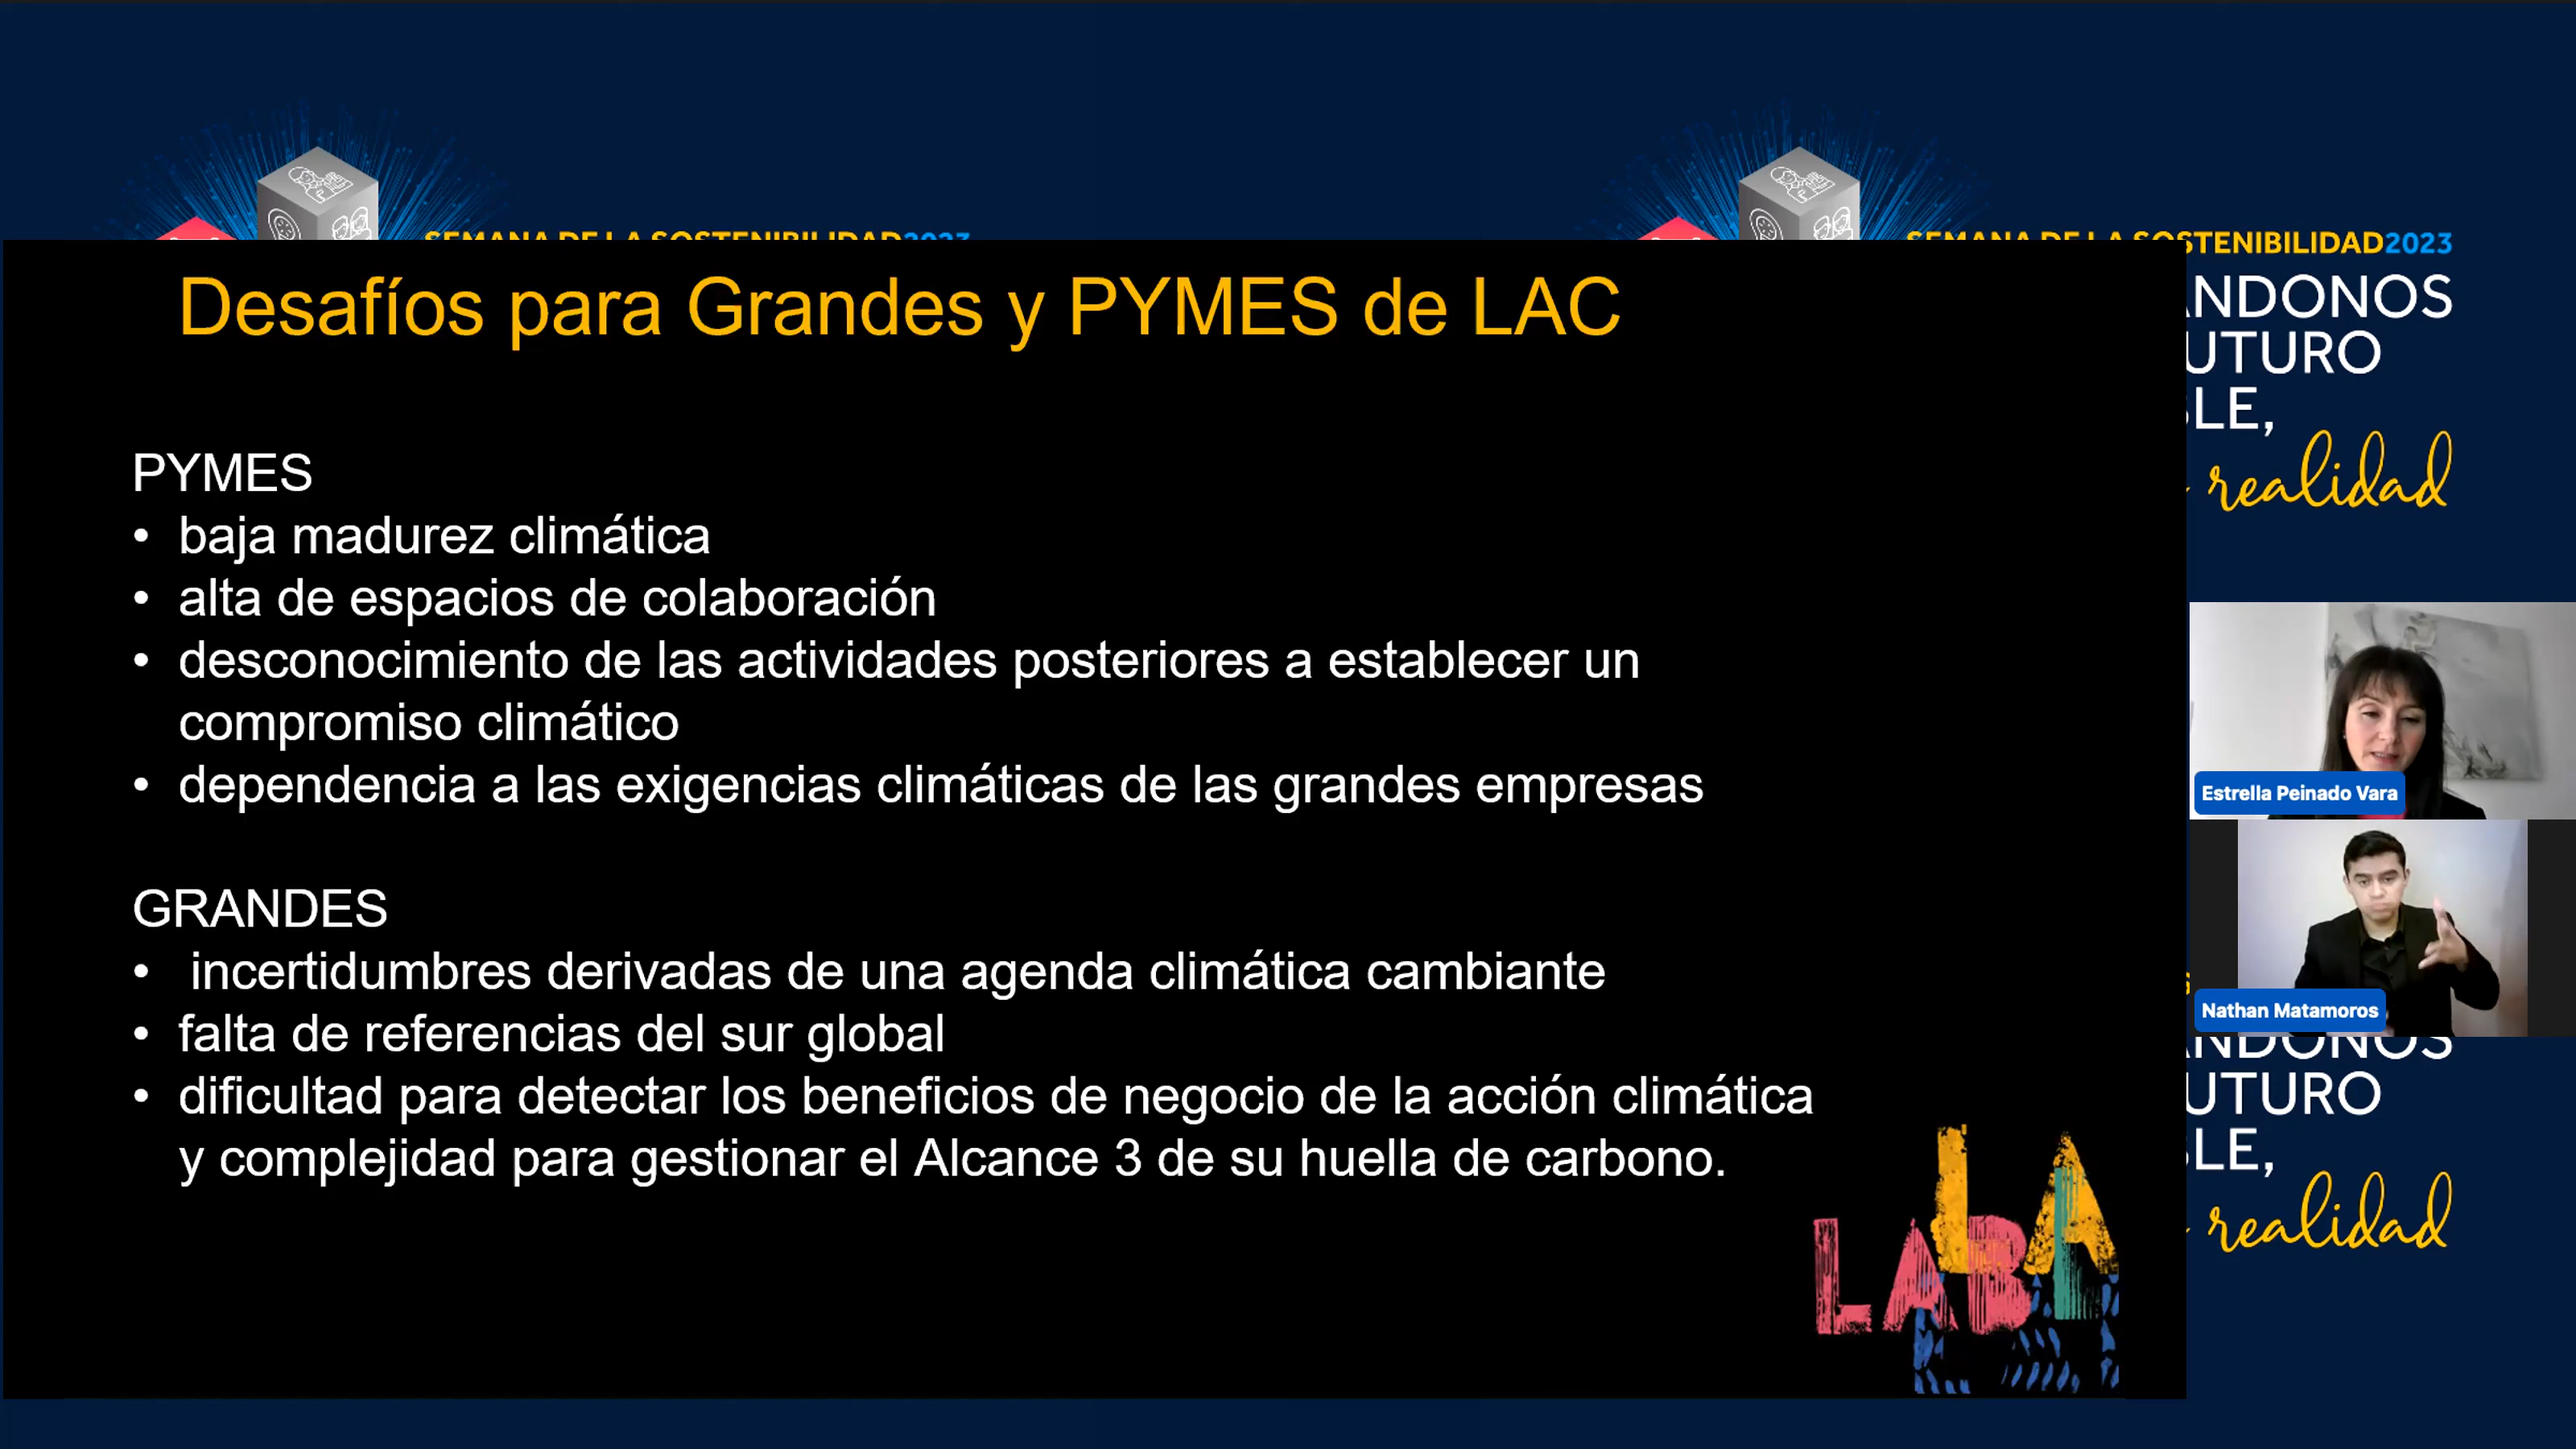 SEMANA DE LA SOSTENIBILIDAD2023
SEMANA DE LA SOSTENIBILIDAD2023
Desafíos para Grandes y PYMES de LAC
PYMES
• baja madurez climática
• alta de espacios de colaboración
• desconocimiento de las actividades posteriores a establecer un
compromiso climático
• dependencia a las exigencias climáticas de las grandes empresas
GRANDES
• incertidumbres derivadas de una agenda climática cambiante
• falta de referencias del sur global
• dificultad para detectar los beneficios de negocio de la acción climática
y complejidad para gestionar el Alcance 3 de su huella de carbono.
LA
LAB
NDONOS
UTURO
LE,
realidad
Estrella Peinado Vara
Nathan Matamoros
NDONOS
UTURO
LE,
realidad